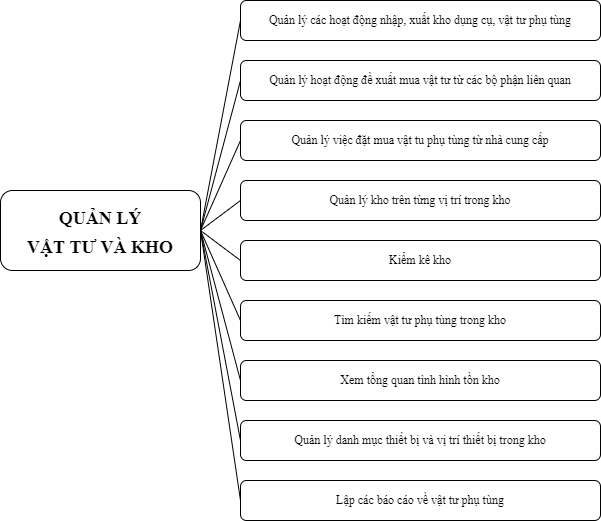 Quản lý các hoạt động nhập, xuất kho dụng cụ, vật tư phụ tùng
Quản lý hoạt động đề xuất mua vật tư từ các bộ phận liên quan
Quản lý việc đặt mua vật tu phụ tùng từ nhà cung cấp
Quản lý kho trên từng vị trí trong kho
QUẢN LÝ
VẬT TƯ VÀ KHO
Kiểm kê kho
Tìm kiếm vật tư phụ tùng trong kho
Xem tổng quan tình hình tồn kho
Quản lý danh mục thiết bị và vị trí thiết bị trong kho
Lập các báo cáo về vật tư phụ tùng